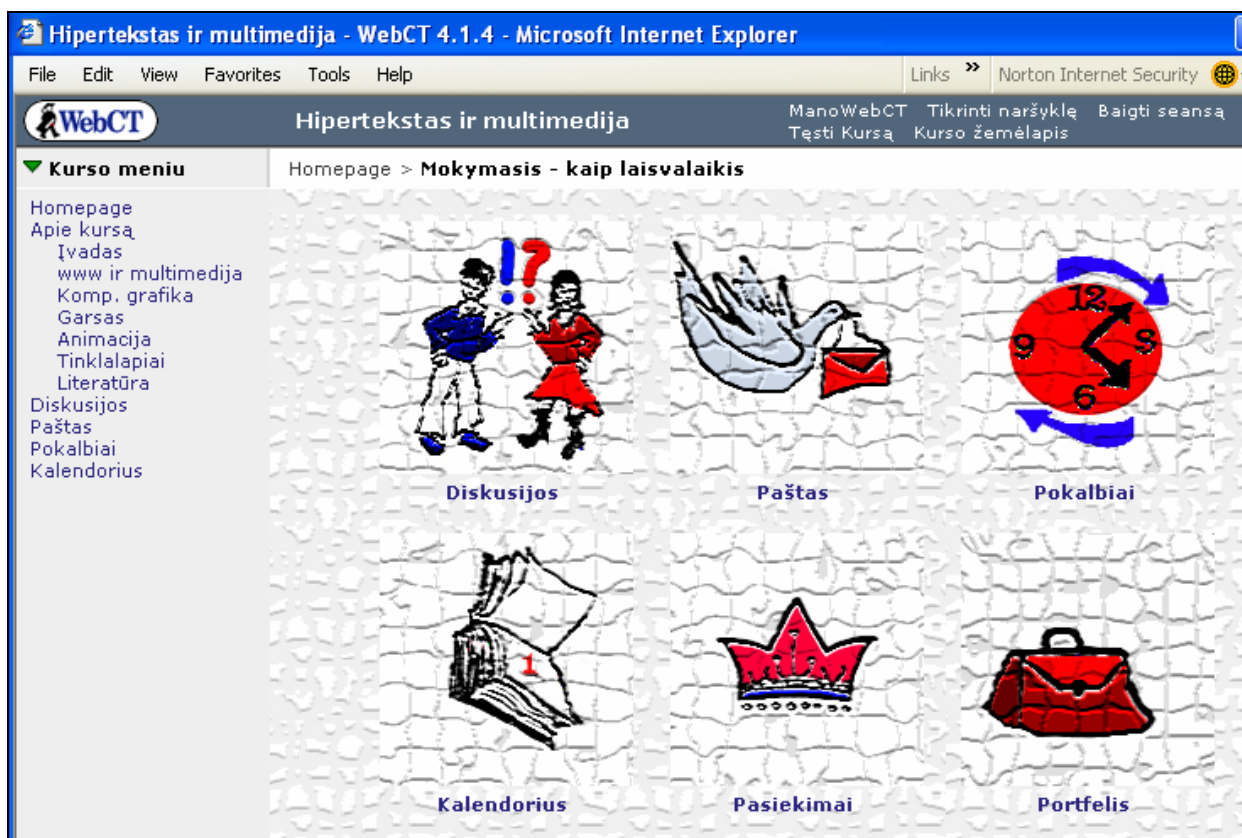 Hipertekstas ir multimedija - WebCT 4.1.4 - Microsoft Internet Explorer
File Edit View Favorites Tools Help Links » Norton Internet Security
WebCT Hipertekstas ir multimedija ManoWebCT Tikrinti naršyklę Baigti seansą
Tęsti Kursą Kurso žemėlapis
Kurso meniu
Homepage > Mokymasis - kaip laisvalaikis
Homepage
Apie kursą
Įvadas
www ir multimedija
Komp. grafika
Garsas
Animacija
Tinklalapiai
Literatūra
Diskusijos
Paštas
Pokalbiai
Kalendorius
!?
12
3
6
9
Diskusijos Paštas Pokalbiai
1
Kalendorius Pasiekimai Portfelis